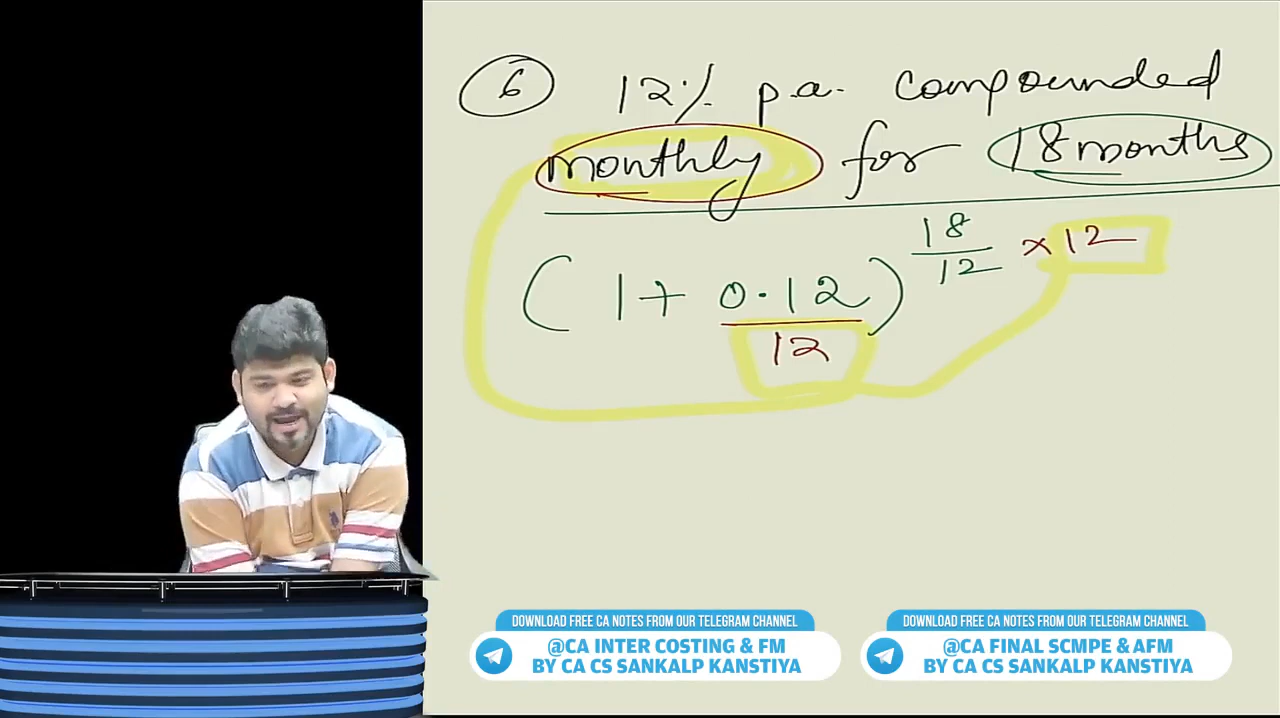 6 12% p.a. compounded
monthly for 18 months
(1 + 0.12/12)^18/12 × 12
DOWNLOAD FREE CA NOTES FROM OUR TELEGRAM CHANNEL
@CA INTER COSTING & FM
BY CA CS SANKALP KANSTIYA
DOWNLOAD FREE CA NOTES FROM OUR TELEGRAM CHANNEL
@CA FINAL SCMPE & AFM
BY CA CS SANKALP KANSTIYA